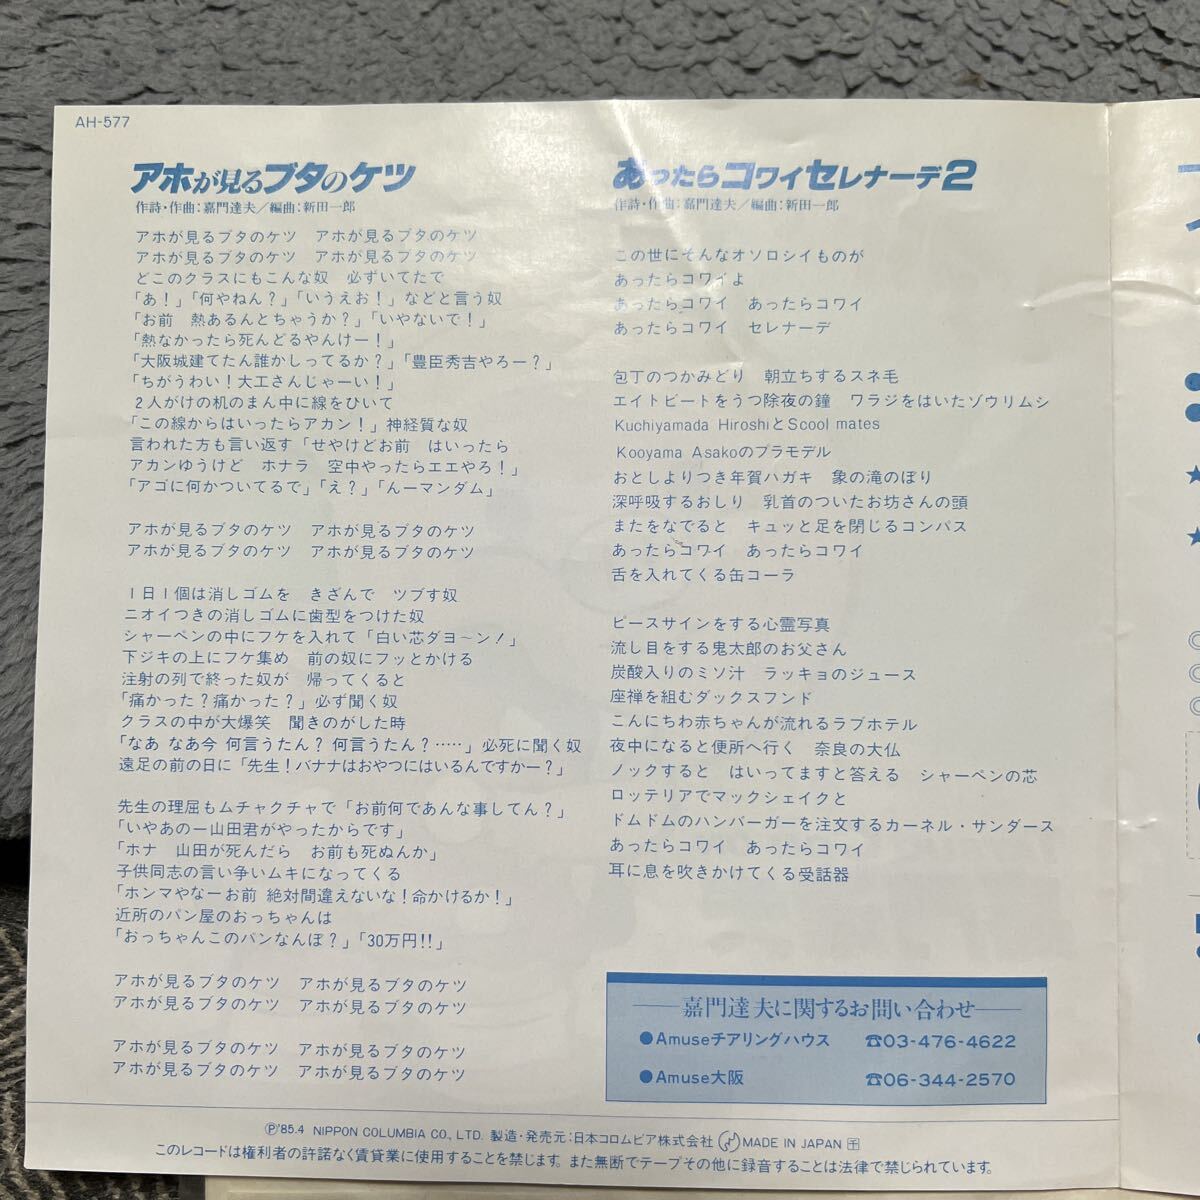 AH-577
アホが見るブタのケツ
作詩・作曲：嘉門達夫／編曲：新田一郎
アホが見るブタのケツ　アホが見るブタのケツ
アホが見るブタのケツ　アホが見るブタのケツ
どこのクラスにもこんな奴　必ずいてたで
「あ！」「何やねん？」「いうえお！」などと言う奴
「お前　熱あるんとちゃうか？」「いやないで！」
「熱なかったら死んどるやんけー！」
「大阪城建てたん誰かしってるか？」「豊臣秀吉やろー？」
「ちがうわい！大工さんじゃーい！」
２人がけの机のまん中に線をひいて
「この線からはいったらアカン！」神経質な奴
言われた方も言い返す「せやけどお前　はいったら
アカンゆうけど　ホナラ　空中やったらエエやろ！」
「アゴに何かついてるで」「え？」「んーマンダム」
アホが見るブタのケツ　アホが見るブタのケツ
アホが見るブタのケツ　アホが見るブタのケツ
１日１個は消しゴムを　きざんで　ツブす奴
ニオイつきの消しゴムに歯型をつけた奴
シャーペンの中にフケを入れて「白い芯ダヨ〜ン！」
下ジキの上にフケ集め　前の奴にフッとかける
注射の列で終った奴が　帰ってくると
「痛かった？痛かった？」必ず聞く奴
クラスの中が大爆笑　聞きのがした時
「なあ なあ今 何言うたん？ 何言うたん？……」必死に聞く奴
遠足の前の日に「先生！バナナはおやつにはいるんですかー？」
先生の理屈もムチャクチャで「お前何であんな事してん？」
「いやあのー山田君がやったからです」
「ホナ　山田が死んだら　お前も死ぬんか」
子供同志の言い争いムキになってくる
「ホンマやなーお前 絶対間違えないな！命かけるか！」
近所のパン屋のおっちゃんは
「おっちゃんこのパンなんぼ？」「30万円!!」
アホが見るブタのケツ　アホが見るブタのケツ
アホが見るブタのケツ　アホが見るブタのケツ
アホが見るブタのケツ　アホが見るブタのケツ
アホが見るブタのケツ　アホが見るブタのケツ
あったらコワイセレナーデ2
作詩・作曲：嘉門達夫／編曲：新田一郎
この世にそんなオソロシイものが
あったらコワイよ
あったらコワイ　あったらコワイ
あったらコワイ　セレナーデ
包丁のつかみどり　朝立ちするスネ毛
エイトビートをうつ除夜の鐘　ワラジをはいたゾウリムシ
Kuchiyamada HiroshiとScool mates
Kooyama Asakoのプラモデル
おとしよりつき年賀ハガキ　象の滝のぼり
深呼吸するおしり　乳首のついたお坊さんの頭
またをなでると　キュッと足を閉じるコンパス
あったらコワイ　あったらコワイ
舌を入れてくる缶コーラ
ピースサインをする心霊写真
流し目をする鬼太郎のお父さん
炭酸入りのミソ汁　ラッキョのジュース
座禅を組むダックスフンド
こんにちわ赤ちゃんが流れるラブホテル
夜中になると便所へ行く　奈良の大仏
ノックすると　はいってますと答える　シャーペンの芯
ロッテリアでマックシェイクと
ドムドムのハンバーガーを注文するカーネル・サンダース
あったらコワイ　あったらコワイ
耳に息を吹きかけてくる受話器
嘉門達夫に関するお問い合わせ
●Amuseチアリングハウス　☎03-476-4622
●Amuse大阪　☎06-344-2570
Ⓟ'85.4 NIPPON COLUMBIA CO., LTD. 製造・発売元：日本コロムビア株式会社 MADE IN JAPAN
このレコードは権利者の許諾なく賃貸業に使用することを禁じます。また無断でテープその他に録音することは法律で禁じられています。